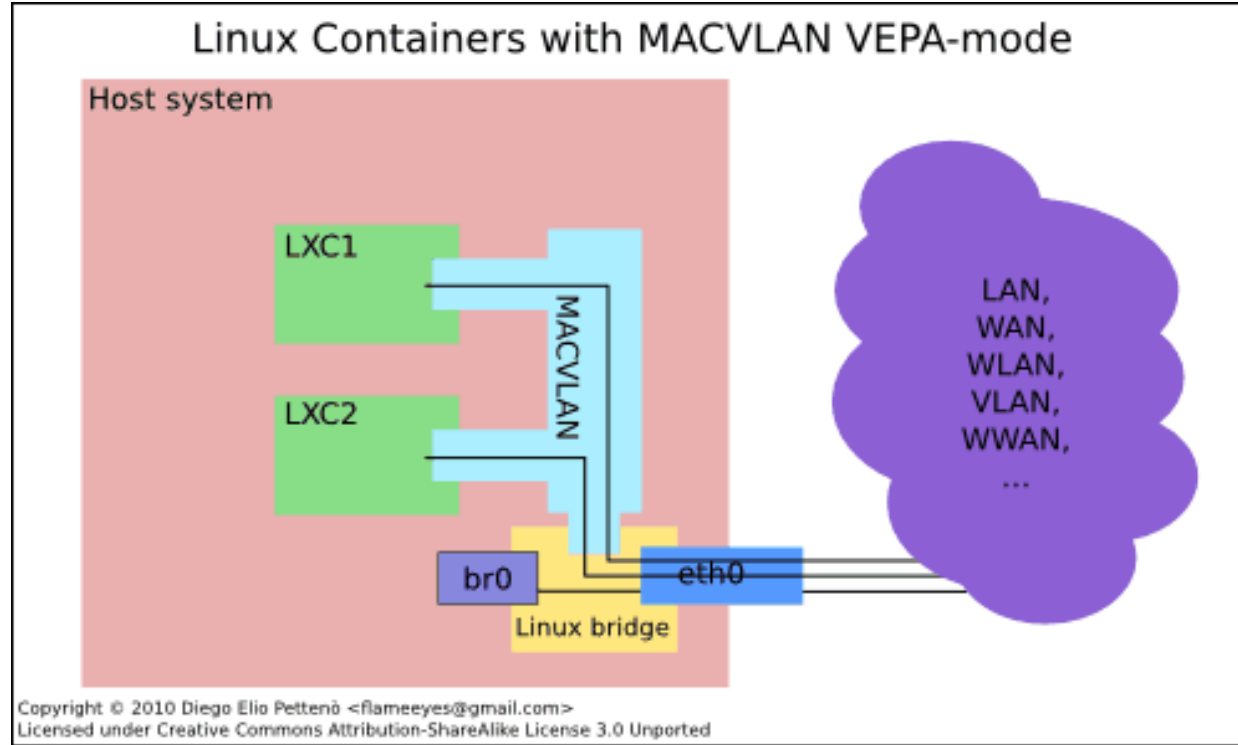 Linux Containers with MACVLAN VEPA-mode
Host system
LXC1
MACVLAN
LXC2
br0
eth0
Linux bridge
LAN,
WAN,
WLAN,
VLAN,
WWAN,
...
Copyright © 2010 Diego Elio Pettenò <flameeyes@gmail.com>
Licensed under Creative Commons Attribution-ShareAlike License 3.0 Unported